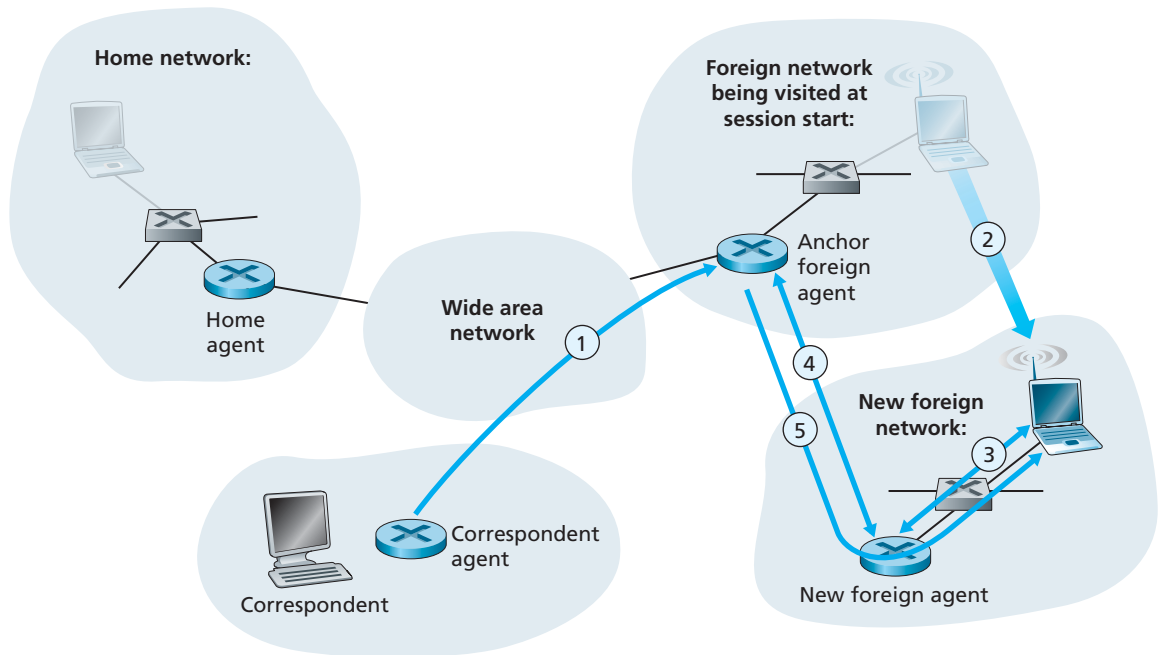 Home network:
Home
agent
Wide area
network
1
Correspondent
agent
Correspondent
Foreign network
being visited at
session start:
Anchor
foreign
agent
2
4
5
New foreign
network:
3
New foreign agent